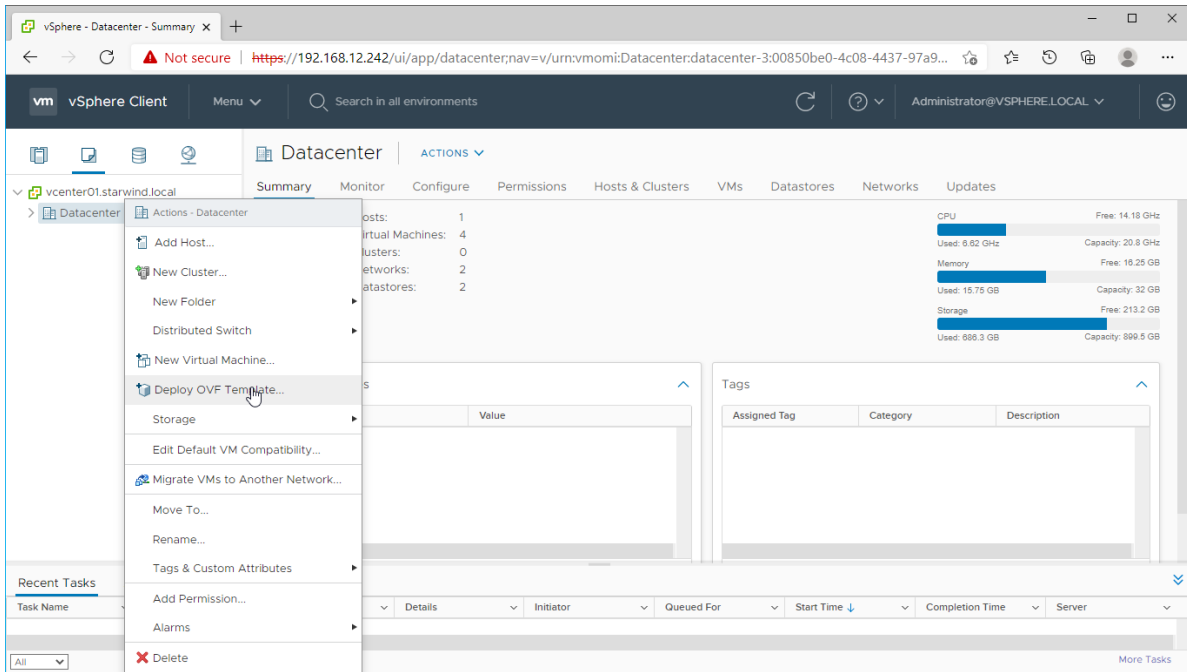 vSphere - Datacenter - Summary
Not secure | https://192.168.12.242/ui/app/datacenter;nav=v/urn:vmomi:Datacenter:datacenter-3:00850be0-4c08-4437-97a9...
vm vSphere Client Menu Search in all environments Administrator@VSPHERE.LOCAL
Datacenter ACTIONS
Summary Monitor Configure Permissions Hosts & Clusters VMs Datastores Networks Updates
vcenter01.starwind.local
Datacenter
Actions - Datacenter
Add Host...
New Cluster...
New Folder
Distributed Switch
New Virtual Machine...
Deploy OVF Template...
Storage
Edit Default VM Compatibility...
Migrate VMs to Another Network...
Move To...
Rename...
Tags & Custom Attributes
Add Permission...
Alarms
Delete
osts: 1
irtual Machines: 4
lusters: 0
etworks: 2
atastores: 2
CPU Free: 14.18 GHz
Used: 6.62 GHz Capacity: 20.8 GHz
Memory Free: 16.25 GB
Used: 15.75 GB Capacity: 32 GB
Storage Free: 213.2 GB
Used: 686.3 GB Capacity: 899.5 GB
s
Value
Tags
Assigned Tag Category Description
Recent Tasks
Task Name Details Initiator Queued For Start Time ↓ Completion Time Server
All
More Tasks